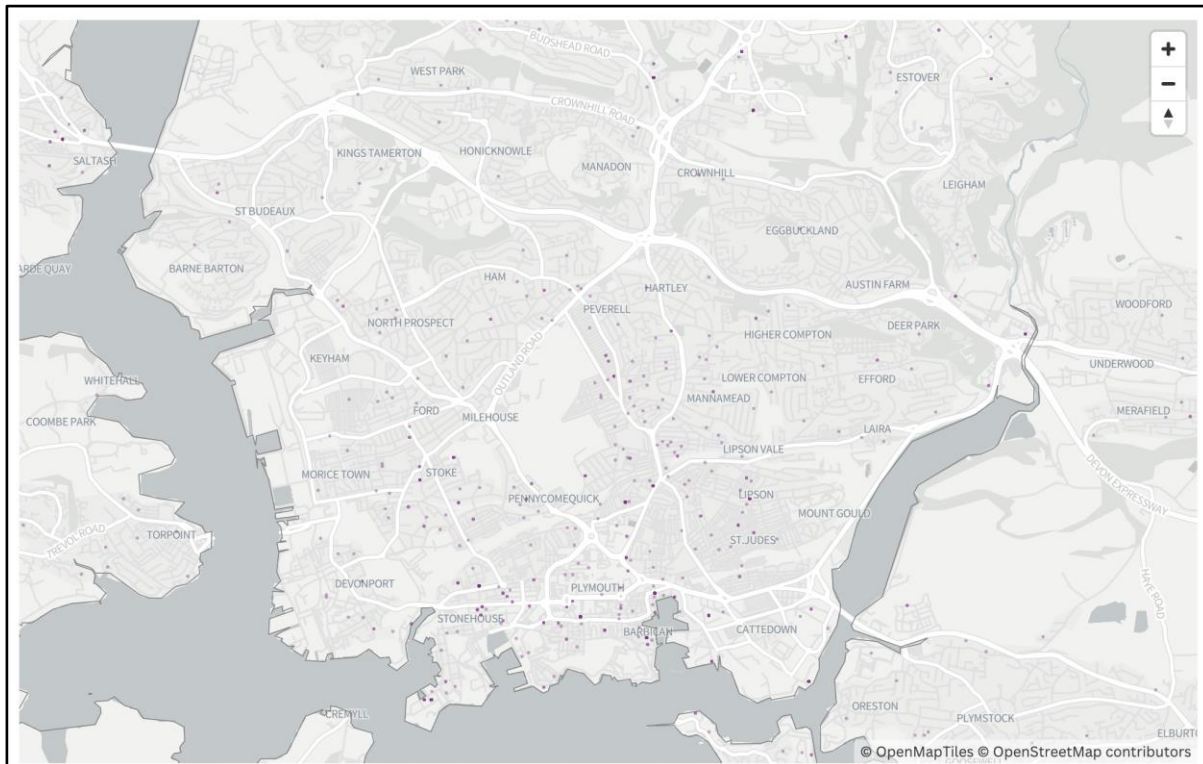 BUDSHEAD ROAD
WEST PARK
ESTOVER
CROWNHILL ROAD
SALTASH
KINGS TAMERTON
HONICKNOWLE
MANADON
CROWNHILL
LEIGHAM
ST BUDEAUX
EGGBUCKLAND
ARDE QUAY
BARNE BARTON
HAM
HARTLEY
AUSTIN FARM
WOODFORD
PEVERELL
NORTH PROSPECT
HIGHER COMPTON
DEER PARK
KEYHAM
OUTLAND ROAD
UNDERWOOD
WHITEHALL
LOWER COMPTON
EFFORD
MANNAMEAD
FORD
MILEHOUSE
MERAFIELD
COOMBE PARK
LAIRA
LIPSON VALE
MORICE TOWN
STOKE
DEVON EXPRESSWAY
PENNYCOMEQUICK
LIPSON
MOUNT GOULD
TREVOL ROAD
TORPOINT
ST.JUDES
DEVONPORT
PLYMOUTH
HAYE ROAD
STONEHOUSE
BARBICAN
CATTEDOWN
CREMYLL
ORESTON
PLYMSTOCK
ELBURT
© OpenMapTiles © OpenStreetMap contributors
GOOSEWELL